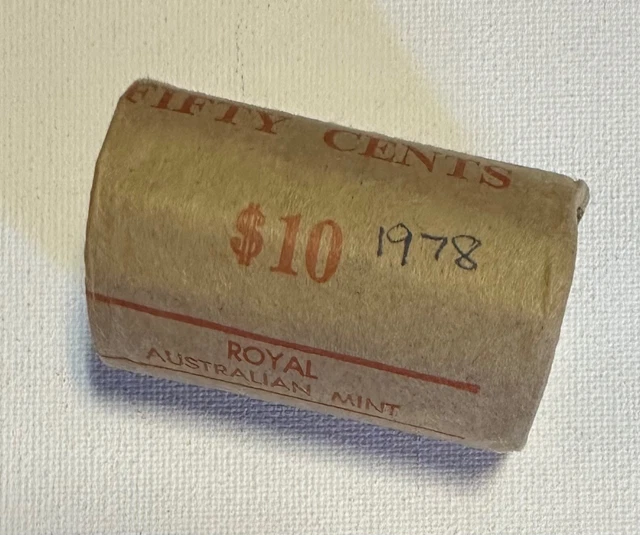 FIFTY CENTS
$10 1978
ROYAL
AUSTRALIAN MINT